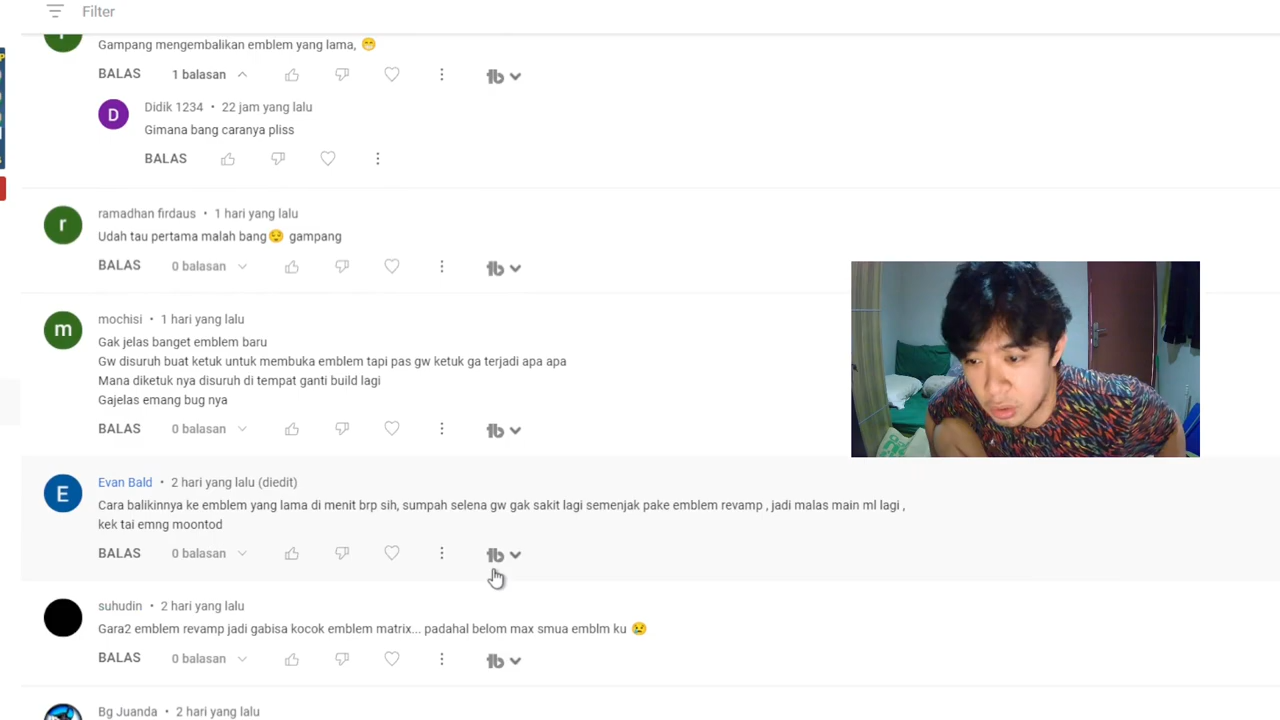 Filter
Gampang mengembalikan emblem yang lama, 😁
BALAS 1 balasan
D
Didik 1234 • 22 jam yang lalu
Gimana bang caranya pliss
BALAS
r
ramadhan firdaus • 1 hari yang lalu
Udah tau pertama malah bang😌 gampang
BALAS 0 balasan
m
mochisi • 1 hari yang lalu
Gak jelas banget emblem baru
Gw disuruh buat ketuk untuk membuka emblem tapi pas gw ketuk ga terjadi apa apa
Mana diketuk nya disuruh di tempat ganti build lagi
Gajelas emang bug nya
BALAS 0 balasan
E
Evan Bald • 2 hari yang lalu (diedit)
Cara balikinnya ke emblem yang lama di menit brp sih, sumpah selena gw gak sakit lagi semenjak pake emblem revamp , jadi malas main ml lagi ,
kek tai emng moontod
BALAS 0 balasan
suhudin • 2 hari yang lalu
Gara2 emblem revamp jadi gabisa kocok emblem matrix... padahal belom max smua emblm ku 😢
BALAS 0 balasan
Bg Juanda • 2 hari yang lalu